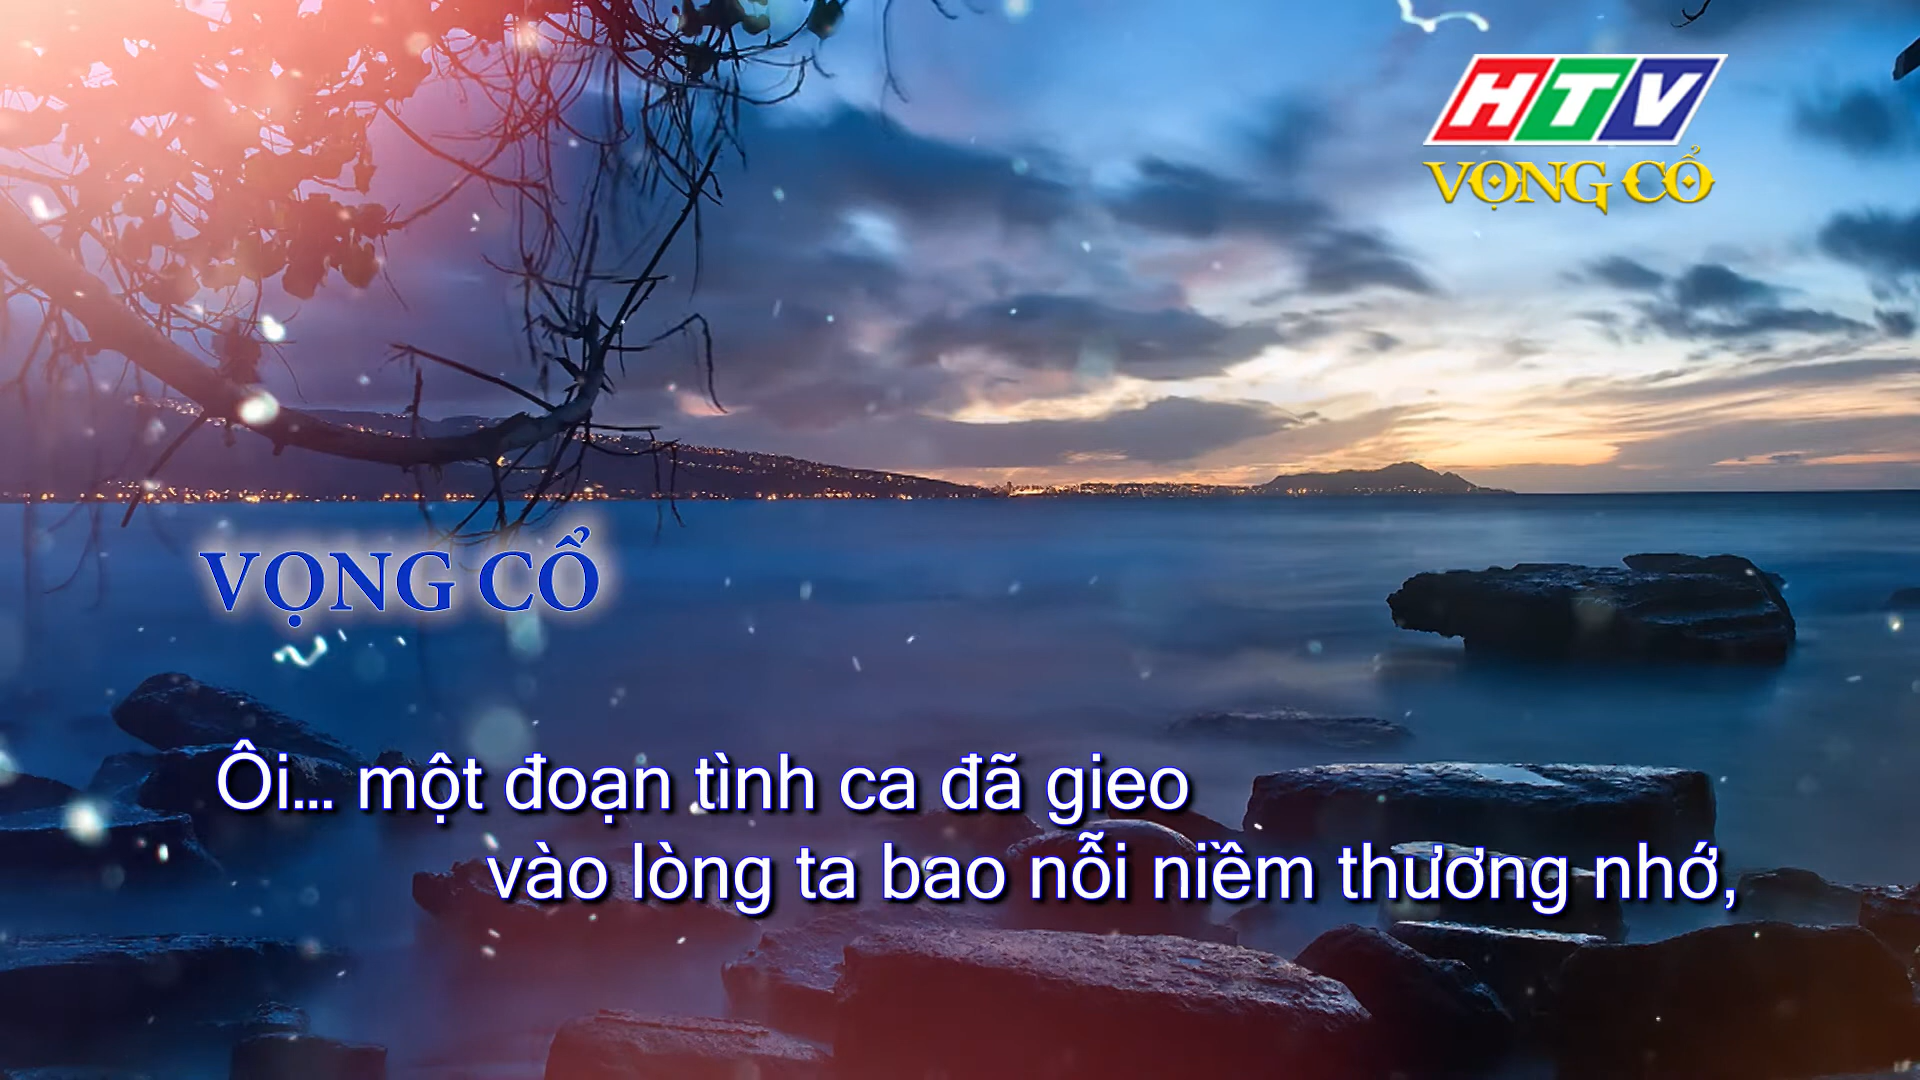 HTV
VỌNG CỔ
VỌNG CỔ
Ôi... một đoạn tình ca đã gieo
vào lòng ta bao nỗi niềm thương nhớ,